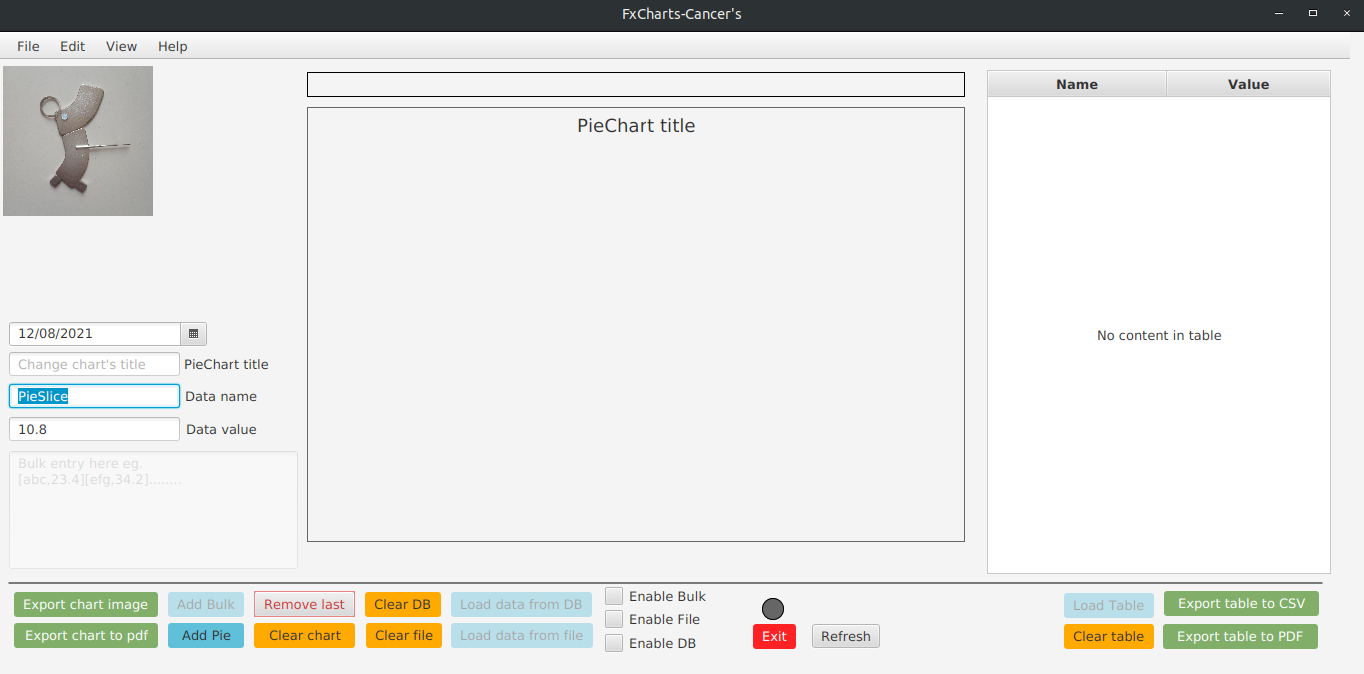 FxCharts-Cancer's
File Edit View Help
PieChart title
Name Value
No content in table
12/08/2021
Change chart's title PieChart title
PieSlice Data name
10.8 Data value
Bulk entry here eg.
[abc,23.4][efg,34.2]........
Export chart image Add Bulk Remove last Clear DB Load data from DB
Export chart to pdf Add Pie Clear chart Clear file Load data from file
Enable Bulk
Enable File
Enable DB
Exit Refresh
Load Table Export table to CSV
Clear table Export table to PDF